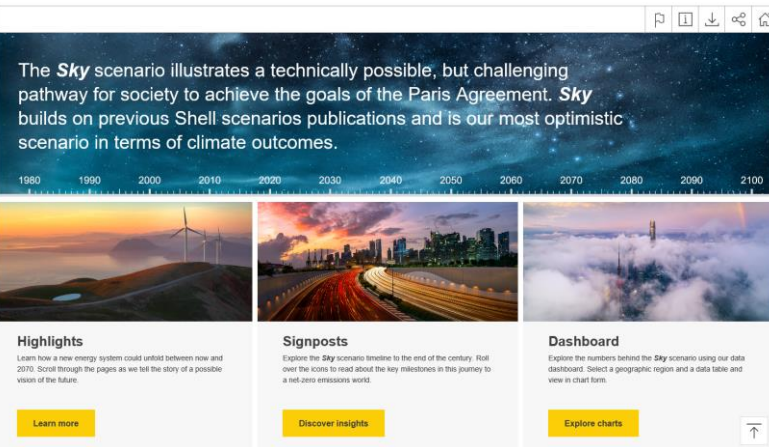 The Sky scenario illustrates a technically possible, but challenging
pathway for society to achieve the goals of the Paris Agreement. Sky
builds on previous Shell scenarios publications and is our most optimistic
scenario in terms of climate outcomes.
1980 1990 2000 2010 2020 2030 2040 2050 2060 2070 2080 2090 2100
Highlights
Learn how a new energy system could unfold between now and
2070. Scroll through the pages as we tell the story of a possible
vision of the future.
Learn more
Signposts
Explore the Sky scenario timeline to the end of the century. Roll
over the icons to read about the key milestones in this journey to
a net-zero emissions world.
Discover insights
Dashboard
Explore the numbers behind the Sky scenario using our data
dashboard. Select a geographic region and a data table and
view in chart form.
Explore charts